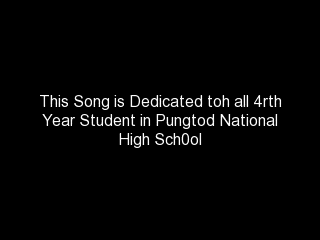 This Song is Dedicated toh all 4rth
Year Student in Pungtod National
High Sch0ol